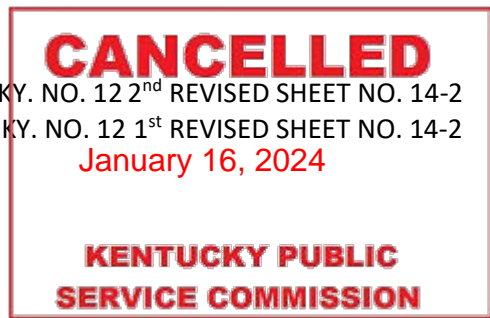 CANCELLED
KY. NO. 12 2nd REVISED SHEET NO. 14-2
KY. NO. 12 1st REVISED SHEET NO. 14-2
January 16, 2024
KENTUCKY PUBLIC
SERVICE COMMISSION